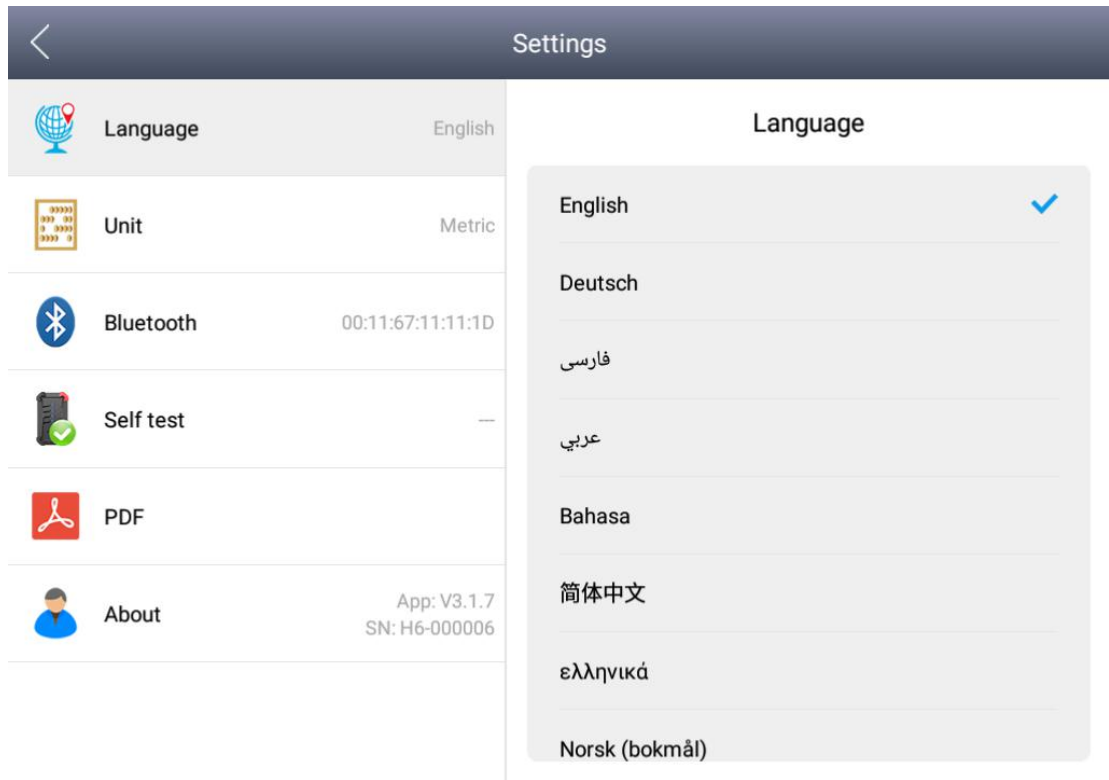 Settings
Language
English
Unit
Metric
Bluetooth
00:11:67:11:11:1D
Self test
---
PDF
About
App: V3.1.7
SN: H6-000006
Language
English
Deutsch
فارسی
عربي
Bahasa
简体中文
ελληνικά
Norsk (bokmål)